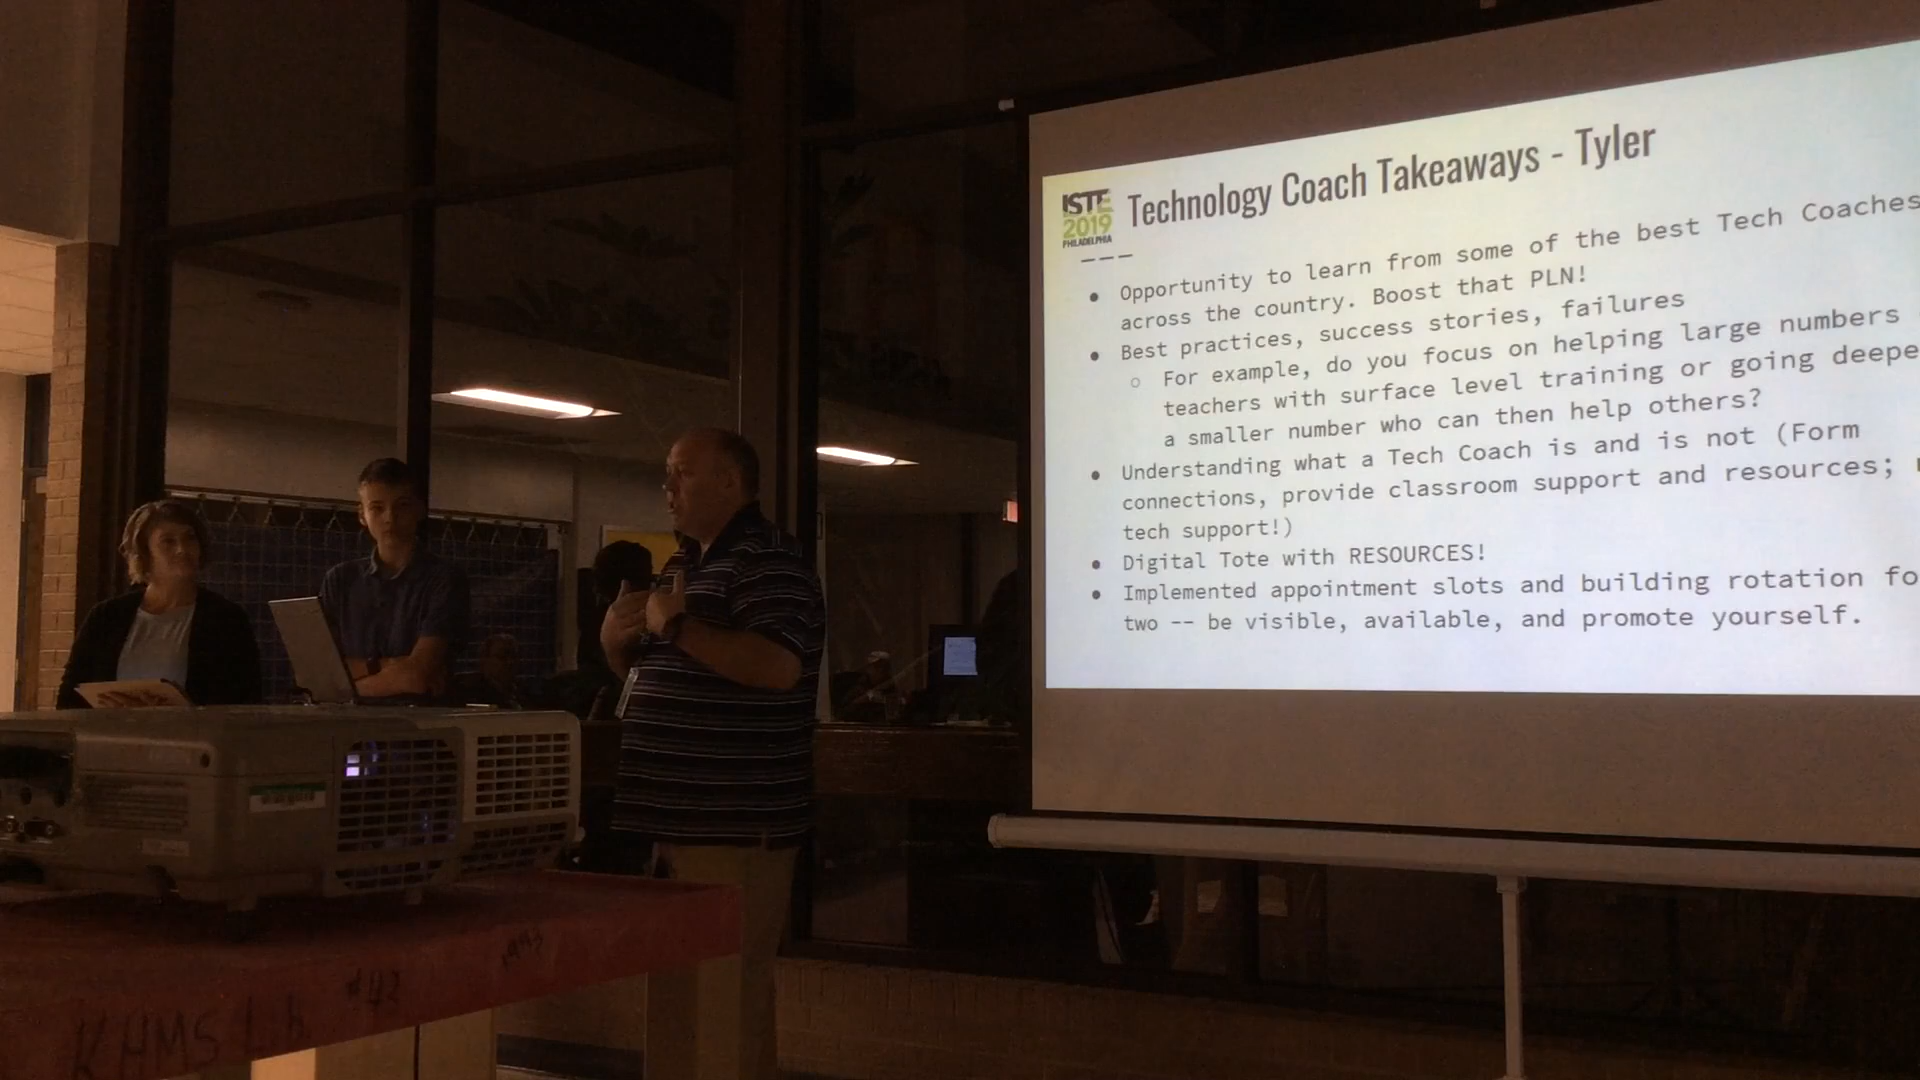 ISTE
2019
PHILADELPHIA
Technology Coach Takeaways - Tyler
---
● Opportunity to learn from some of the best Tech Coaches
across the country. Boost that PLN!
● Best practices, success stories, failures
○ For example, do you focus on helping large numbers
teachers with surface level training or going deepe
a smaller number who can then help others?
● Understanding what a Tech Coach is and is not (Form
connections, provide classroom support and resources;
tech support!)
● Digital Tote with RESOURCES!
● Implemented appointment slots and building rotation fo
two -- be visible, available, and promote yourself.
KHMS Lib #42